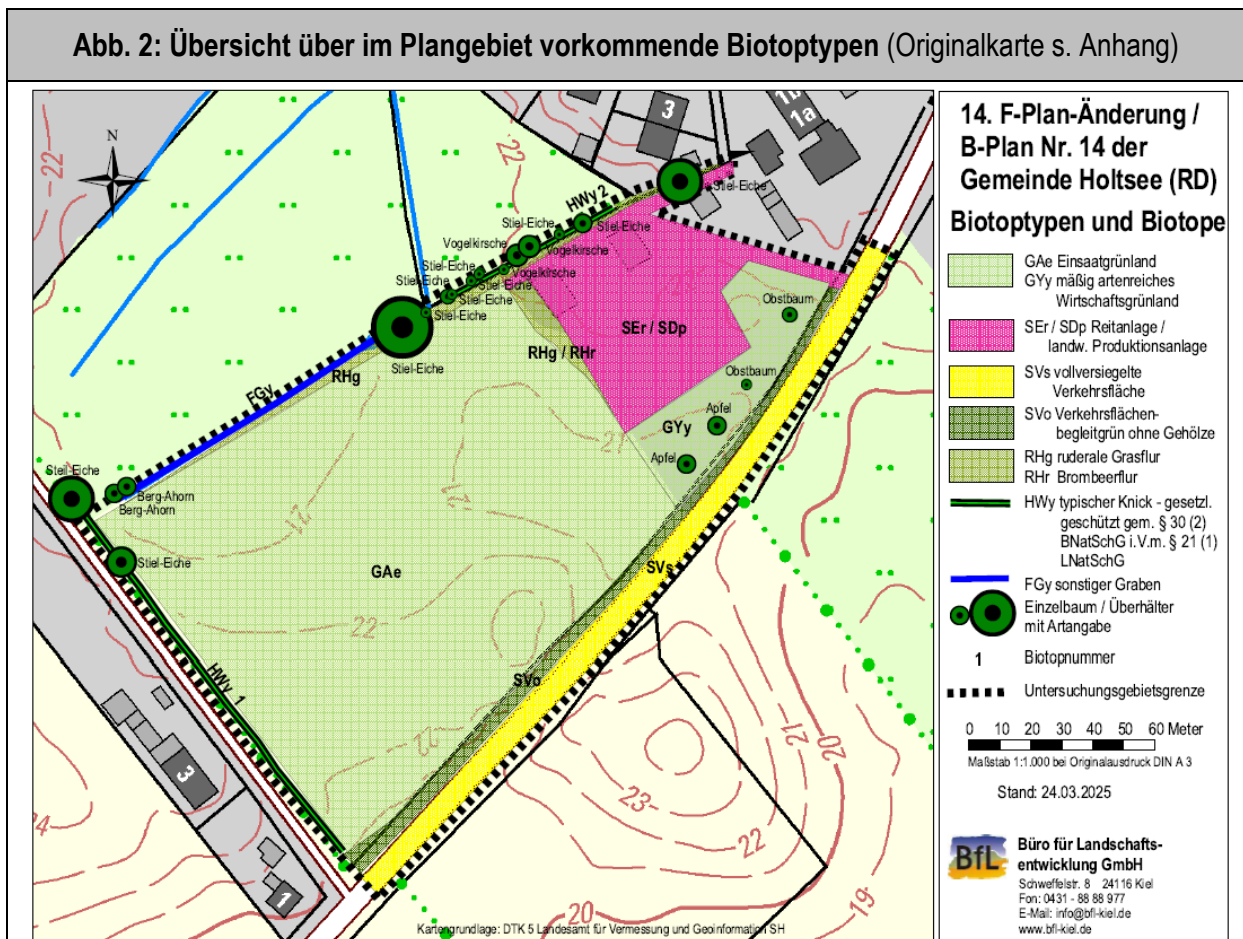 Abb. 2: Übersicht über im Plangebiet vorkommende Biotoptypen (Originalkarte s. Anhang)
22
N
22
3
1b
1a
Stiel-Eiche
HWy 2
Stiel-Eiche
Stiel-Eiche
Vogelkirsche
Vogelkirsche
Stiel-Eiche
Vogelkirsche
Stiel-Eiche
Stiel-Eiche
Stiel-Eiche
Stiel-Eiche
Obstbaum
SEr / SDp
RHg / RHr
Stiel-Eiche
RHg
FGy
Obstbaum
Apfel
GYy
21
Apfel
Steil-Eiche
Berg-Ahorn
Berg-Ahorn
21
21
Stiel-Eiche
GAe
SVs
22
HWy 1
SVo
22
3
24
1
23
22
21
20
19
20
Kartengrundlage: DTK 5 Landesamt für Vermessung und Geoinformation SH
14. F-Plan-Änderung /
B-Plan Nr. 14 der
Gemeinde Holtsee (RD)
Biotoptypen und Biotope
GAe Einsaatgrünland
GYy mäßig artenreiches
Wirtschaftsgrünland
SEr / SDp Reitanlage /
landw. Produktionsanlage
SVs vollversiegelte
Verkehrsfläche
SVo Verkehrsflächen-
begleitgrün ohne Gehölze
RHg ruderale Grasflur
RHr Brombeerflur
HWy typischer Knick - gesetzl.
geschützt gem. § 30 (2)
BNatSchG i.V.m. § 21 (1)
LNatSchG
FGy sonstiger Graben
Einzelbaum / Überhälter
mit Artangabe
1 Biotopnummer
Untersuchungsgebietsgrenze
0 10 20 30 40 50 60 Meter
Maßstab 1:1.000 bei Originalausdruck DIN A 3
Stand: 24.03.2025
BfL
Büro für Landschafts-
entwicklung GmbH
Schweffelstr. 8 24116 Kiel
Fon: 0431 - 88 88 977
E-Mail: info@bfl-kiel.de
www.bfl-kiel.de